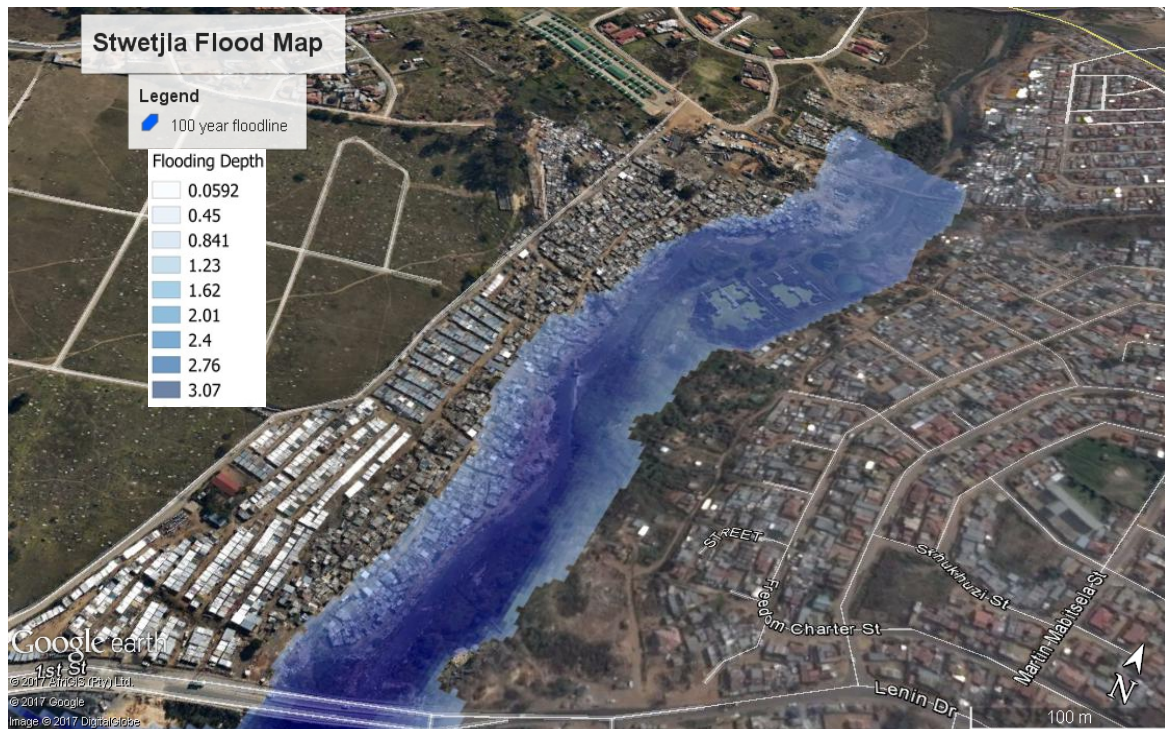 Stwetjla Flood Map
Legend
100 year floodline
Flooding Depth
0.0592
0.45
0.841
1.23
1.62
2.01
2.4
2.76
3.07
STREET
Freedom Charter St
Sikhukhuzi St
Martin Mabitsela St
Lenin Dr
1st St
Google earth
© 2017 AfriGIS (Pty) Ltd.
© 2017 Google
Image © 2017 DigitalGlobe
N
100 m